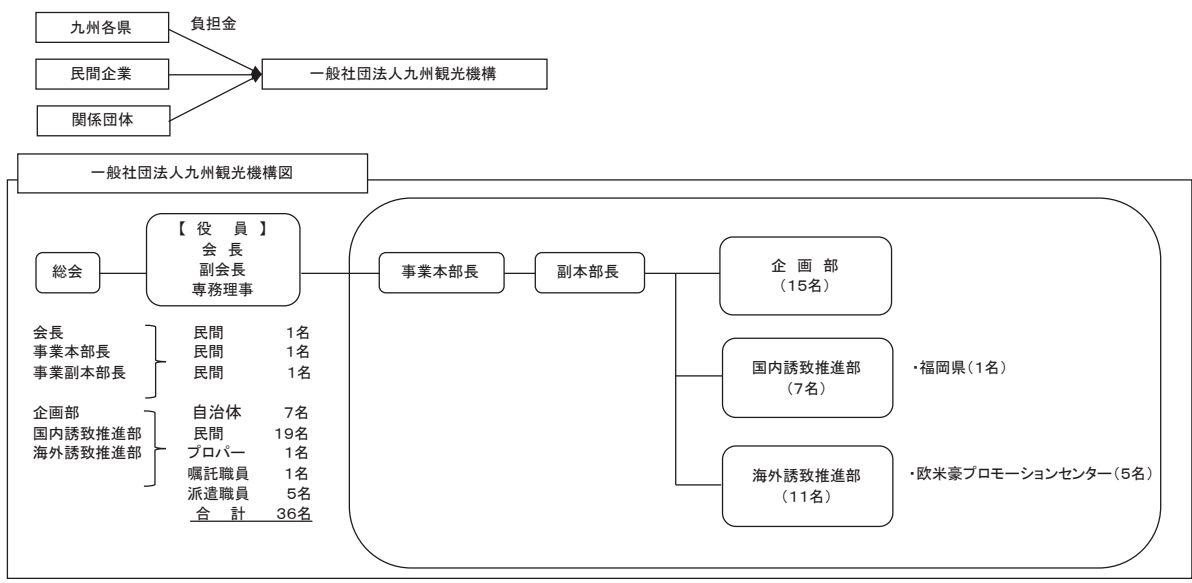 九州各県
負担金
民間企業
一般社団法人九州観光機構
関係団体
一般社団法人九州観光機構図
【 役 員 】
会 長
副会長
専務理事
総会
事業本部長
副本部長
企 画 部
(15名)
会長 民間 1名
事業本部長 民間 1名
事業副本部長 民間 1名
国内誘致推進部
(7名)
・福岡県(1名)
企画部 自治体 7名
国内誘致推進部 民間 19名
海外誘致推進部 プロパー 1名
嘱託職員 1名
派遣職員 5名
合 計 36名
海外誘致推進部
(11名)
・欧米豪プロモーションセンター(5名)